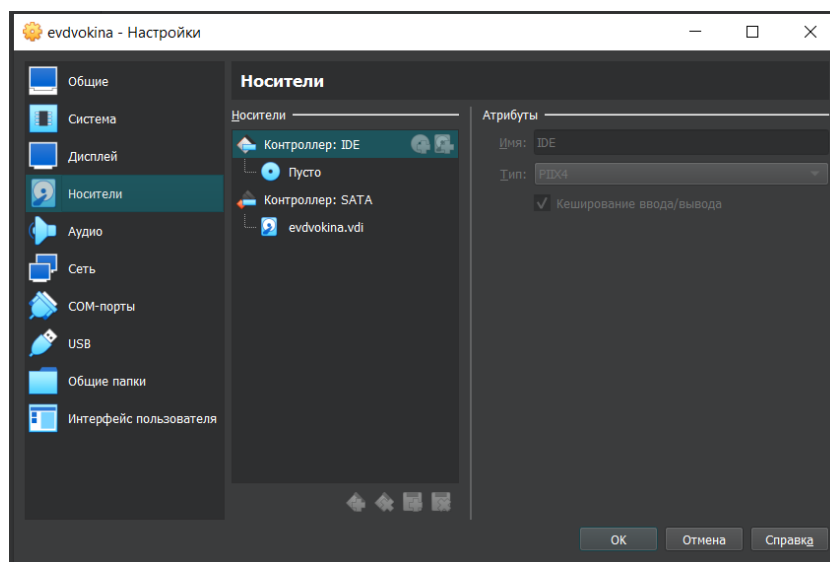 evdvokina - Настройки
Общие
Система
Дисплей
Носители
Аудио
Сеть
COM-порты
USB
Общие папки
Интерфейс пользователя
Носители
Носители
Контроллер: IDE
Пусто
Контроллер: SATA
evdvokina.vdi
Атрибуты
Имя: IDE
Тип: PIIX4
Кеширование ввода/вывода
OK
Отмена
Справка